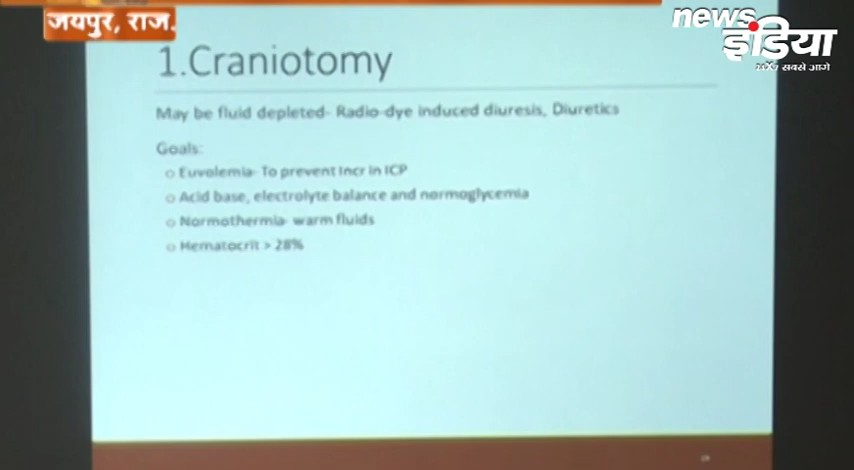 जयपुर, राज.
news
इंडिया
24x7 सबसे आगे
1.Craniotomy
May be fluid depleted- Radio-dye induced diuresis, Diuretics
Goals:
o Euvolemia- To prevent Incr in ICP
o Acid base, electrolyte balance and normoglycemia
o Normothermia- warm fluids
o Hematocrit > 28%